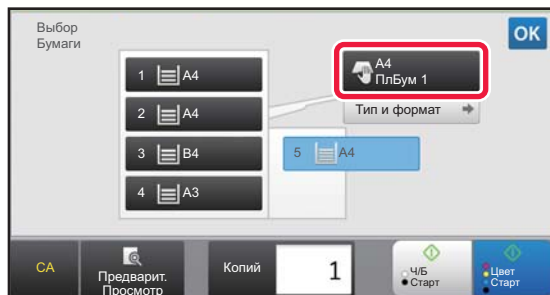 Выбор
Бумаги
OK
1 A4
A4
ПлБум 1
2 A4
Тип и формат
3 B4
5 A4
4 A3
CA
Предварит.
Просмотр
Копий
1
Ч/Б
Старт
Цвет
Старт